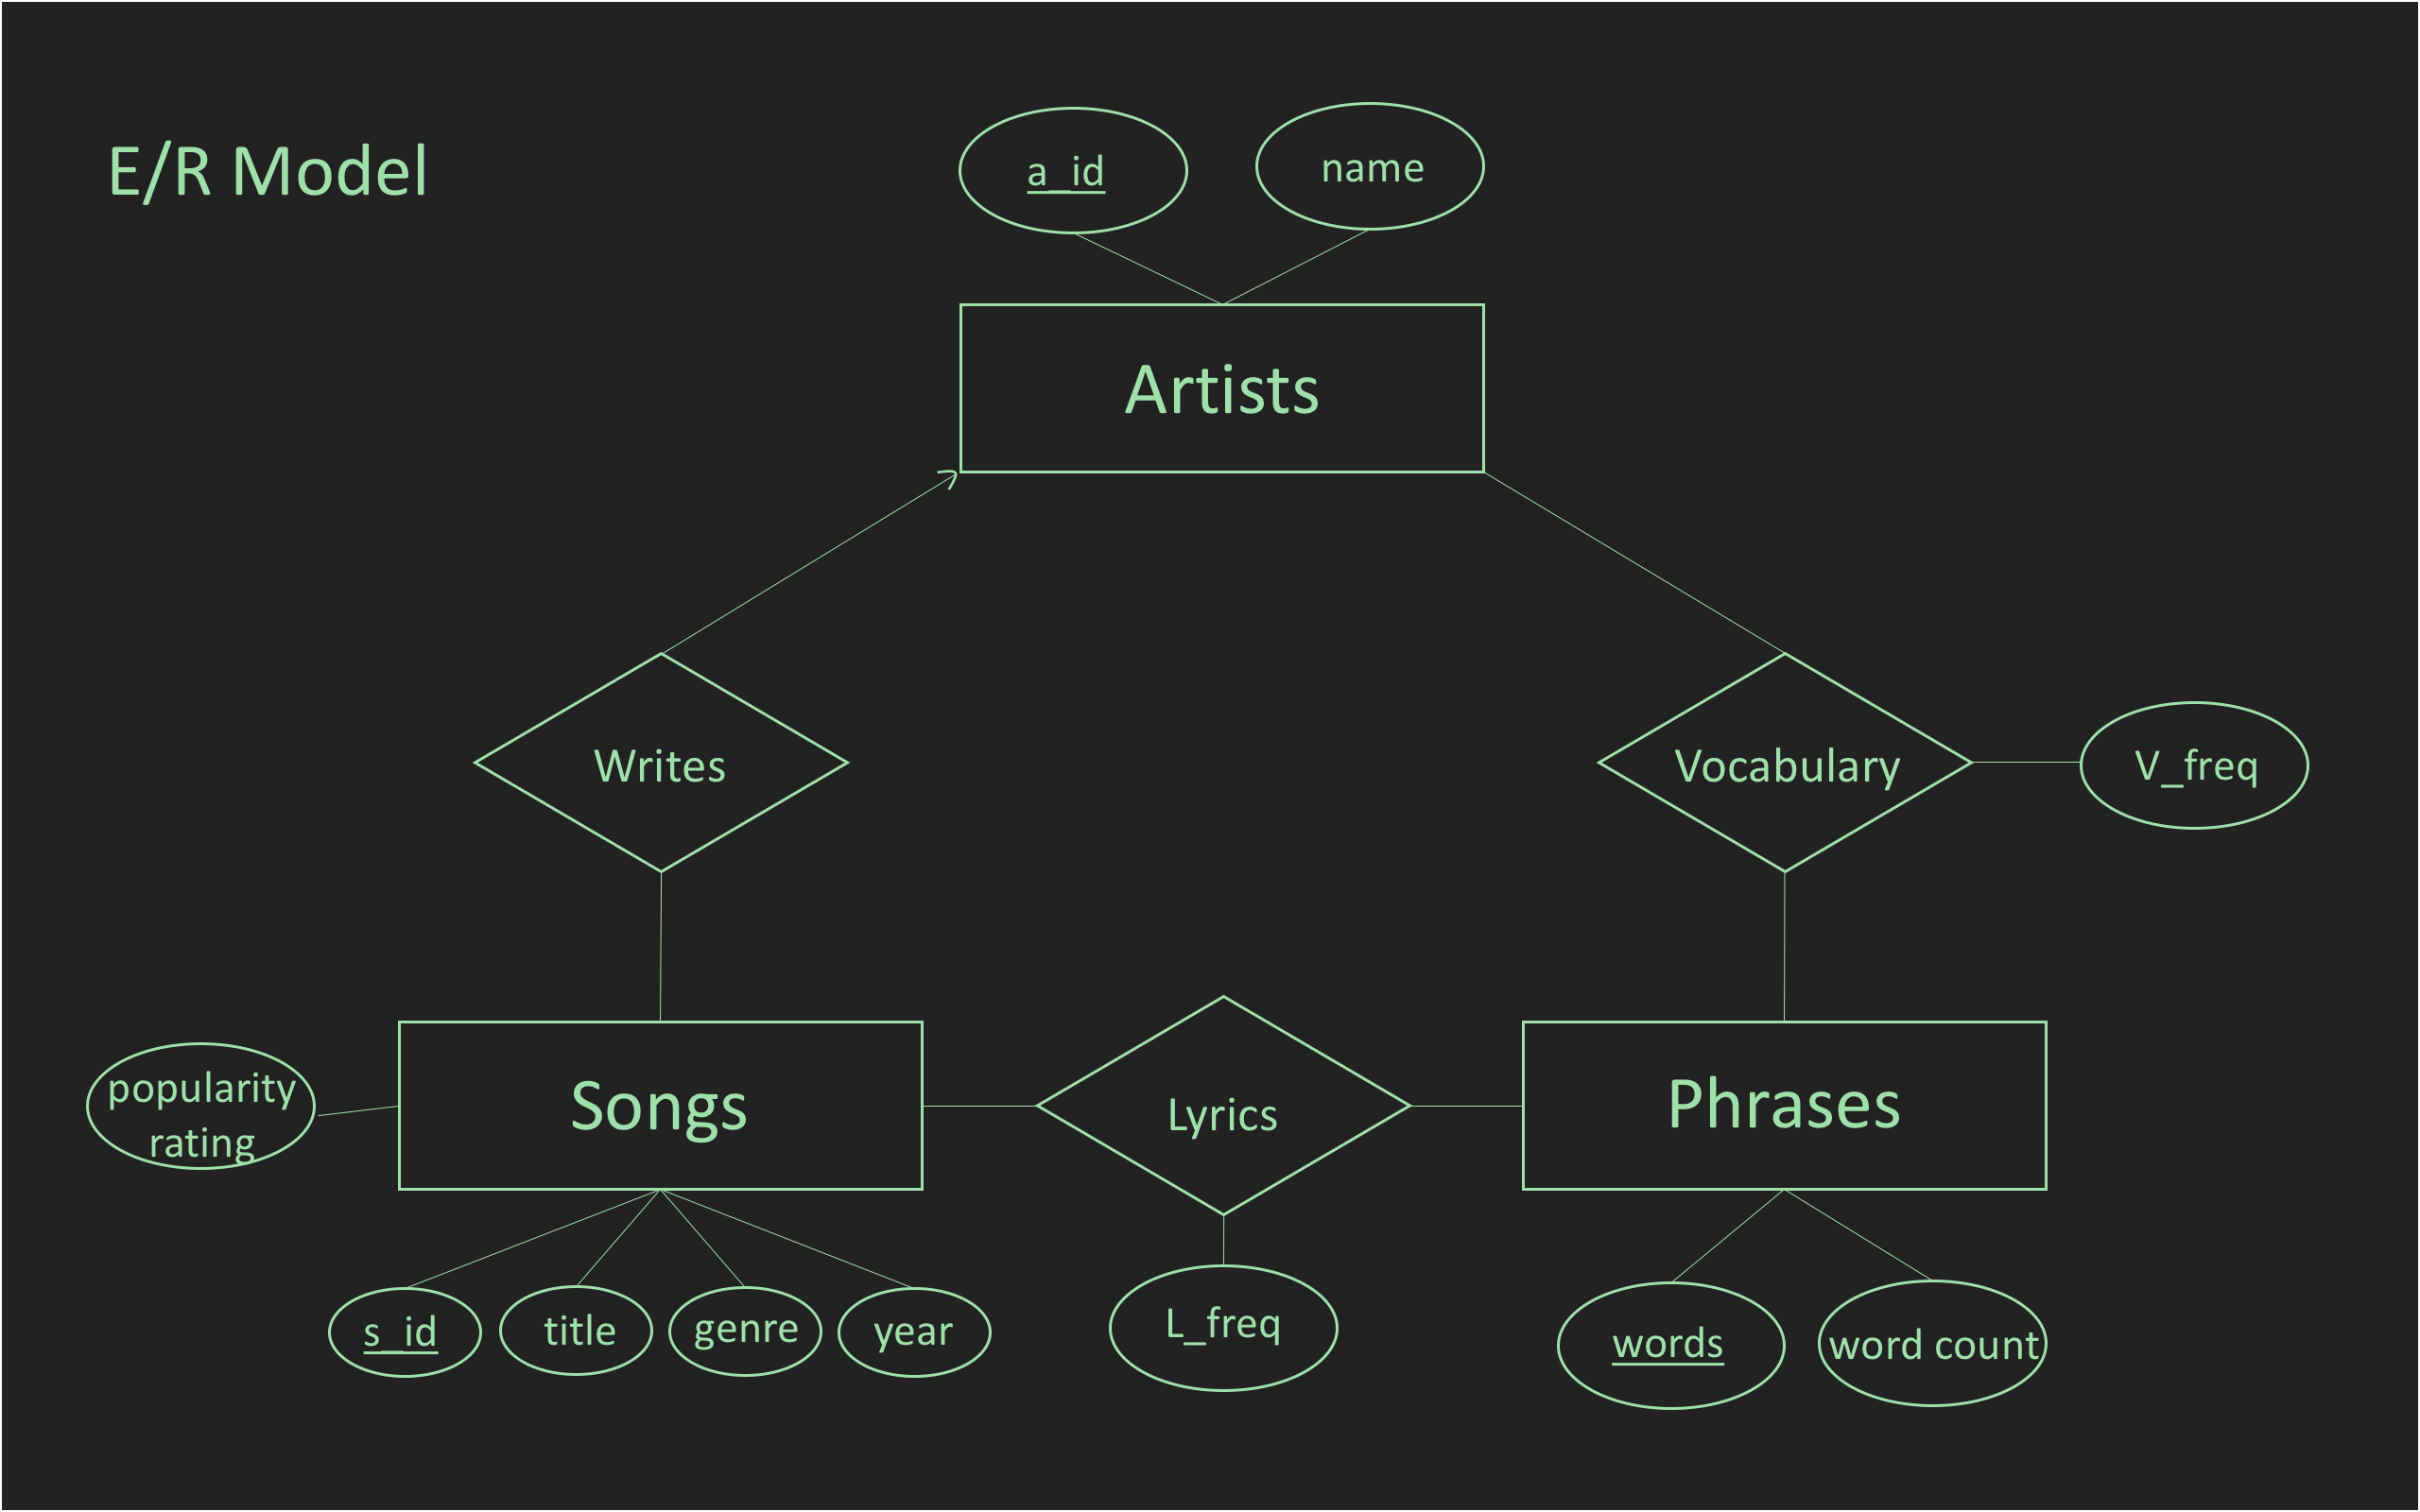 E/R Model
a_id
name
Artists
Writes
Vocabulary
V_freq
popularity
rating
Songs
Lyrics
Phrases
s_id
title
genre
year
L_freq
words
word count